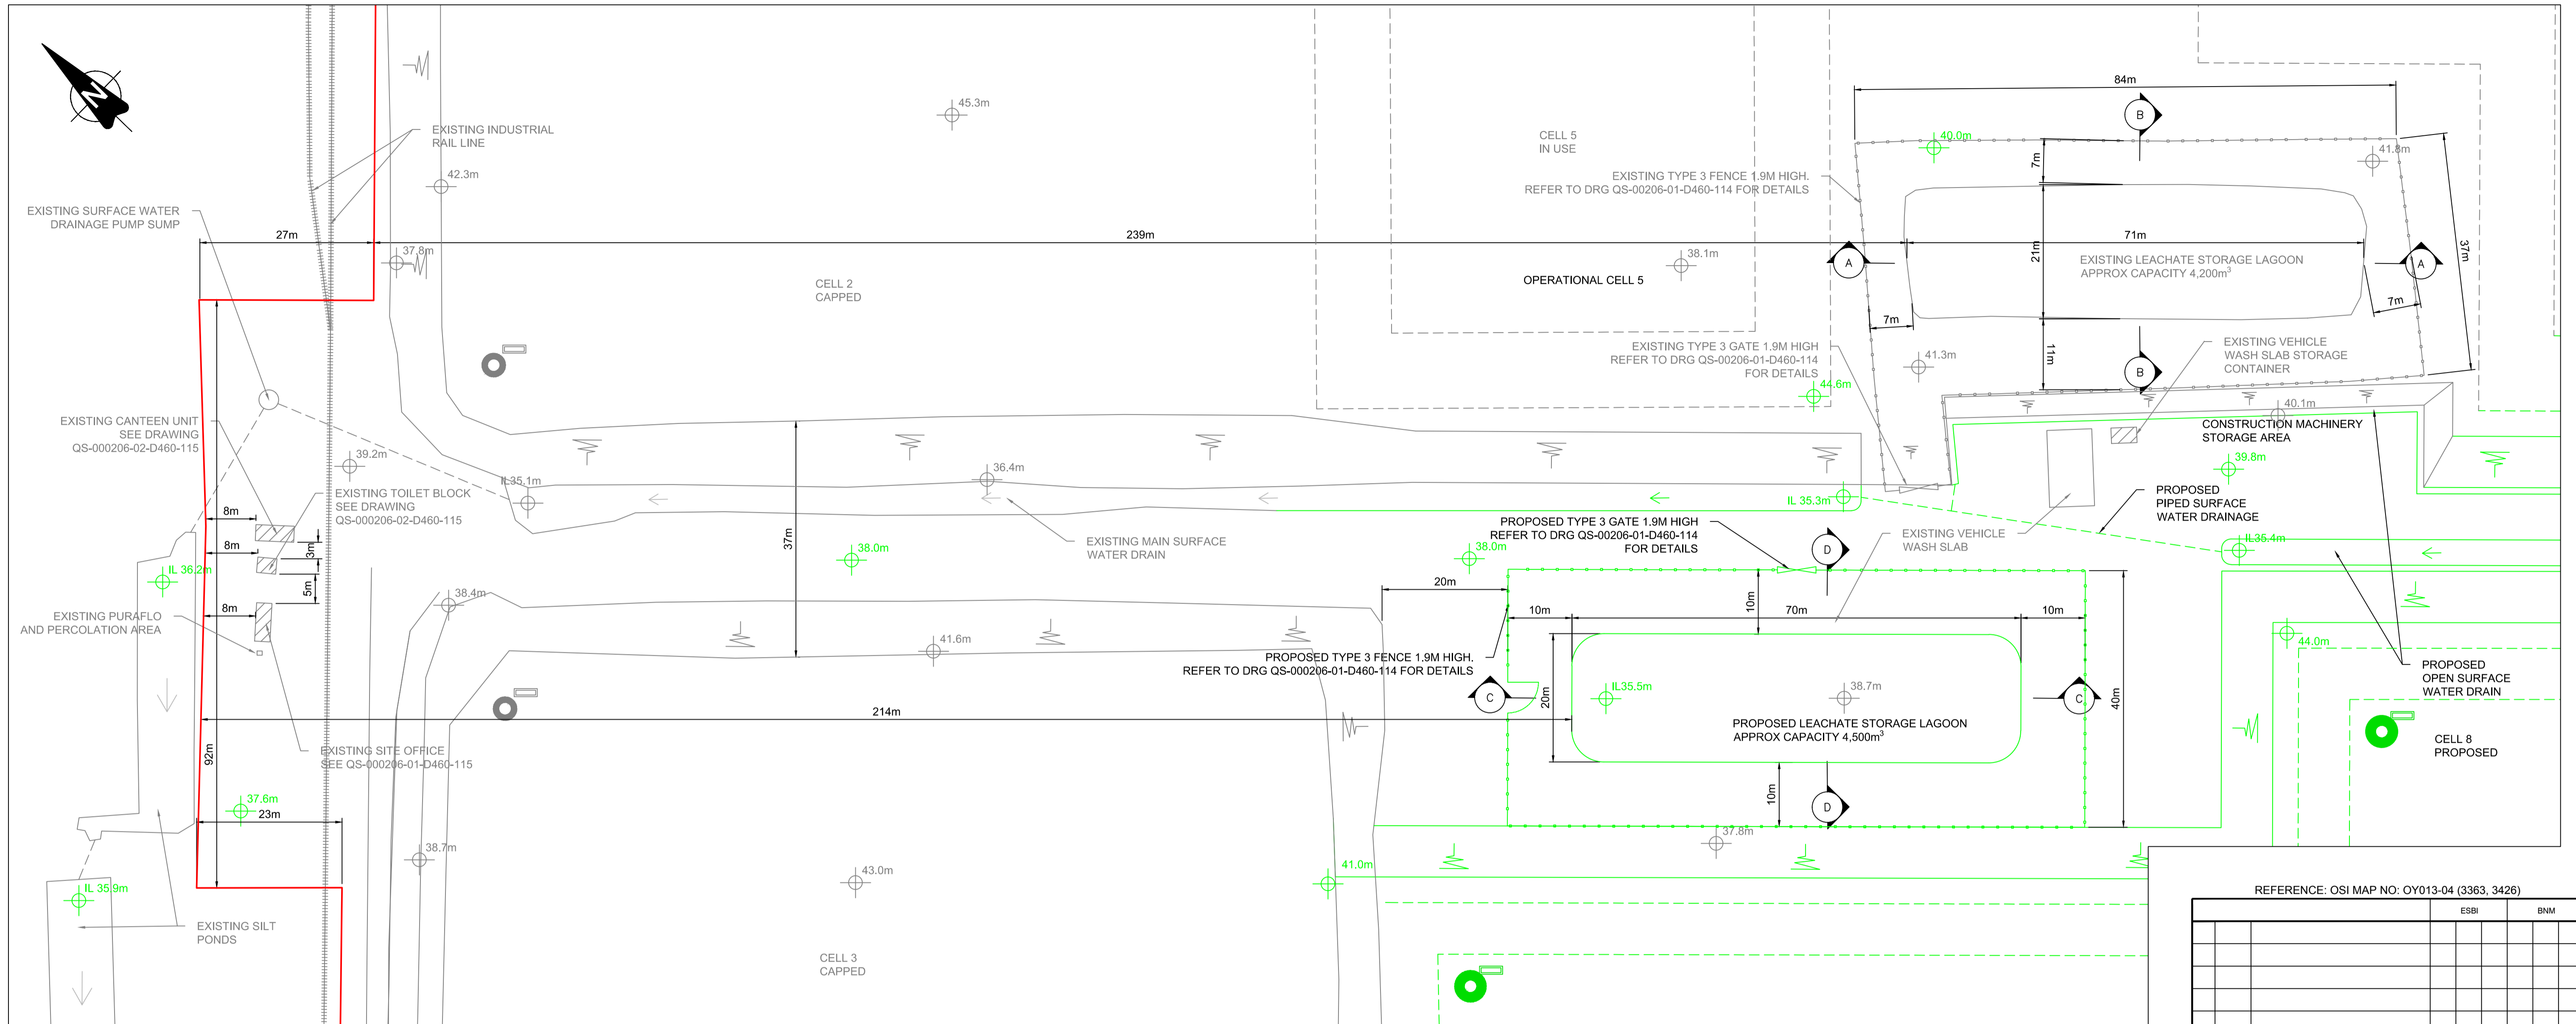 N
EXISTING INDUSTRIAL
RAIL LINE
45.3m
42.3m
EXISTING SURFACE WATER
DRAINAGE PUMP SUMP
27m
239m
37.8m
CELL 2
CAPPED
CELL 5
IN USE
EXISTING TYPE 3 FENCE 1.9M HIGH.
REFER TO DRG QS-00206-01-D460-114 FOR DETAILS
38.1m
OPERATIONAL CELL 5
84m
B
40.0m
41.8m
7m
71m
21m
37m
A
A
EXISTING LEACHATE STORAGE LAGOON
APPROX CAPACITY 4,200m³
7m
7m
11m
B
EXISTING TYPE 3 GATE 1.9M HIGH
REFER TO DRG QS-00206-01-D460-114
FOR DETAILS
41.3m
44.6m
EXISTING VEHICLE
WASH SLAB STORAGE
CONTAINER
40.1m
CONSTRUCTION MACHINERY
STORAGE AREA
39.8m
PROPOSED
PIPED SURFACE
WATER DRAINAGE
EXISTING CANTEEN UNIT
SEE DRAWING
QS-000206-02-D460-115
39.2m
EXISTING TOILET BLOCK
SEE DRAWING
QS-000206-02-D460-115
IL35.1m
36.4m
IL 35.3m
8m
8m
8m
3m
5m
IL 36.2m
37m
38.0m
EXISTING MAIN SURFACE
WATER DRAIN
38.0m
PROPOSED TYPE 3 GATE 1.9M HIGH
REFER TO DRG QS-000206-01-D460-114
FOR DETAILS
D
EXISTING VEHICLE
WASH SLAB
IL35.4m
EXISTING PURAFLO
AND PERCOLATION AREA
38.4m
41.6m
20m
10m
70m
10m
10m
PROPOSED TYPE 3 FENCE 1.9M HIGH.
REFER TO DRG QS-000206-01-D460-114 FOR DETAILS
44.0m
PROPOSED
OPEN SURFACE
WATER DRAIN
C
20m
IL35.5m
38.7m
C
40m
214m
PROPOSED LEACHATE STORAGE LAGOON
APPROX CAPACITY 4,500m³
CELL 8
PROPOSED
92m
EXISTING SITE OFFICE
SEE QS-000206-01-D460-115
37.6m
23m
10m
D
38.7m
43.0m
41.0m
37.8m
IL 35.9m
EXISTING SILT
PONDS
CELL 3
CAPPED
REFERENCE: OSI MAP NO: OY013-04 (3363, 3426)
ESBI
BNM